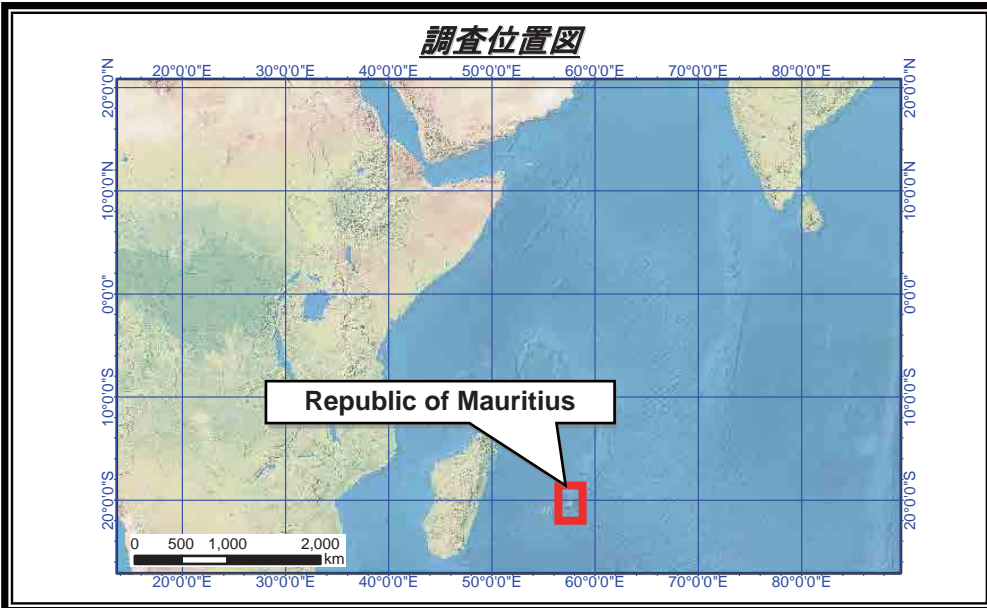 調査位置図
20°0'0"E 30°0'0"E 40°0'0"E 50°0'0"E 60°0'0"E 70°0'0"E 80°0'0"E
20°0'0"N 20°0'0"N
10°0'0"N 10°0'0"N
0°0'0" 0°0'0"
Republic of Mauritius
10°0'0"S 10°0'0"S
20°0'0"S 20°0'0"S
0 500 1,000 2,000
km
20°0'0"E 30°0'0"E 40°0'0"E 50°0'0"E 60°0'0"E 70°0'0"E 80°0'0"E